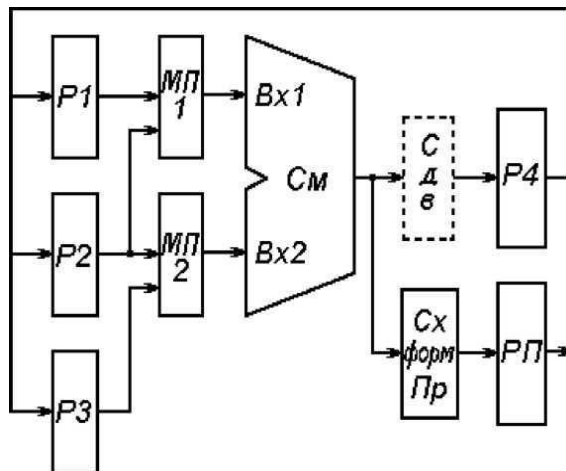 Р1
МП
1
Вх1
Р2
МП
2
См
Вх2
С
д
в
Р4
Р3
Сх
форм
Пр
РП